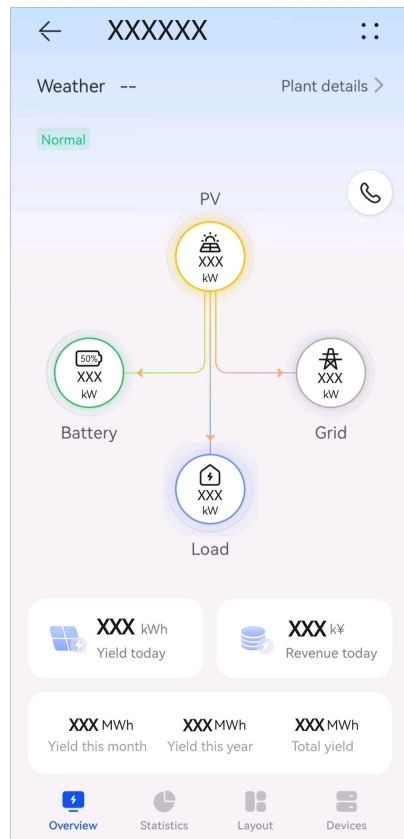 XXXXXX
Weather --
Plant details >
Normal
PV
XXX
kW
50%
XXX
kW
XXX
kW
Battery
Grid
XXX
kW
Load
XXX kWh
Yield today
XXX k¥
Revenue today
XXX MWh XXX MWh XXX MWh
Yield this month Yield this year Total yield
Overview Statistics Layout Devices